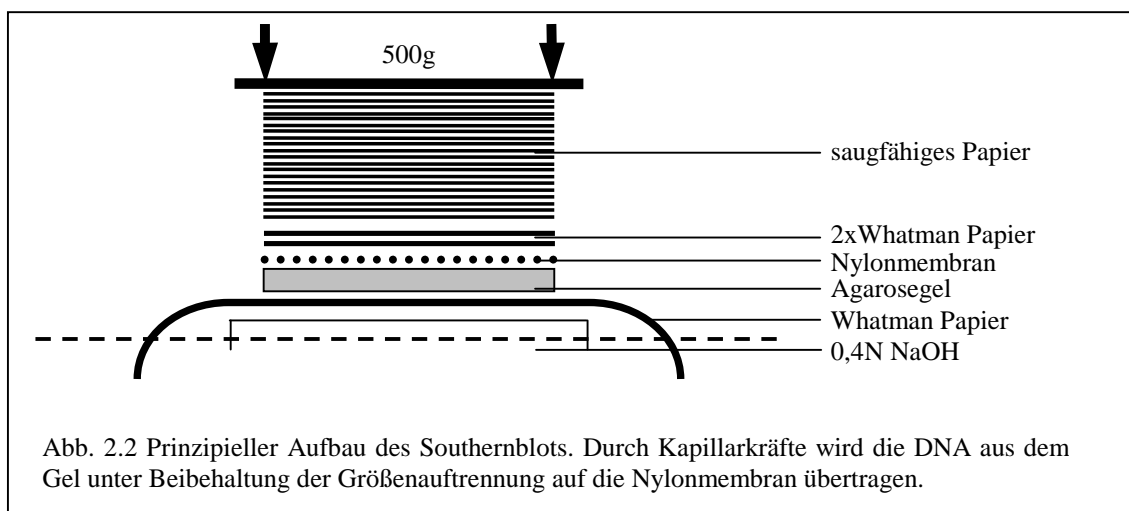 500g
saugfähiges Papier
2xWhatman Papier
Nylonmembran
Agarosegel
Whatman Papier
0,4N NaOH
Abb. 2.2 Prinzipieller Aufbau des Southernblots. Durch Kapillarkräfte wird die DNA aus dem
Gel unter Beibehaltung der Größenauftrennung auf die Nylonmembran übertragen.